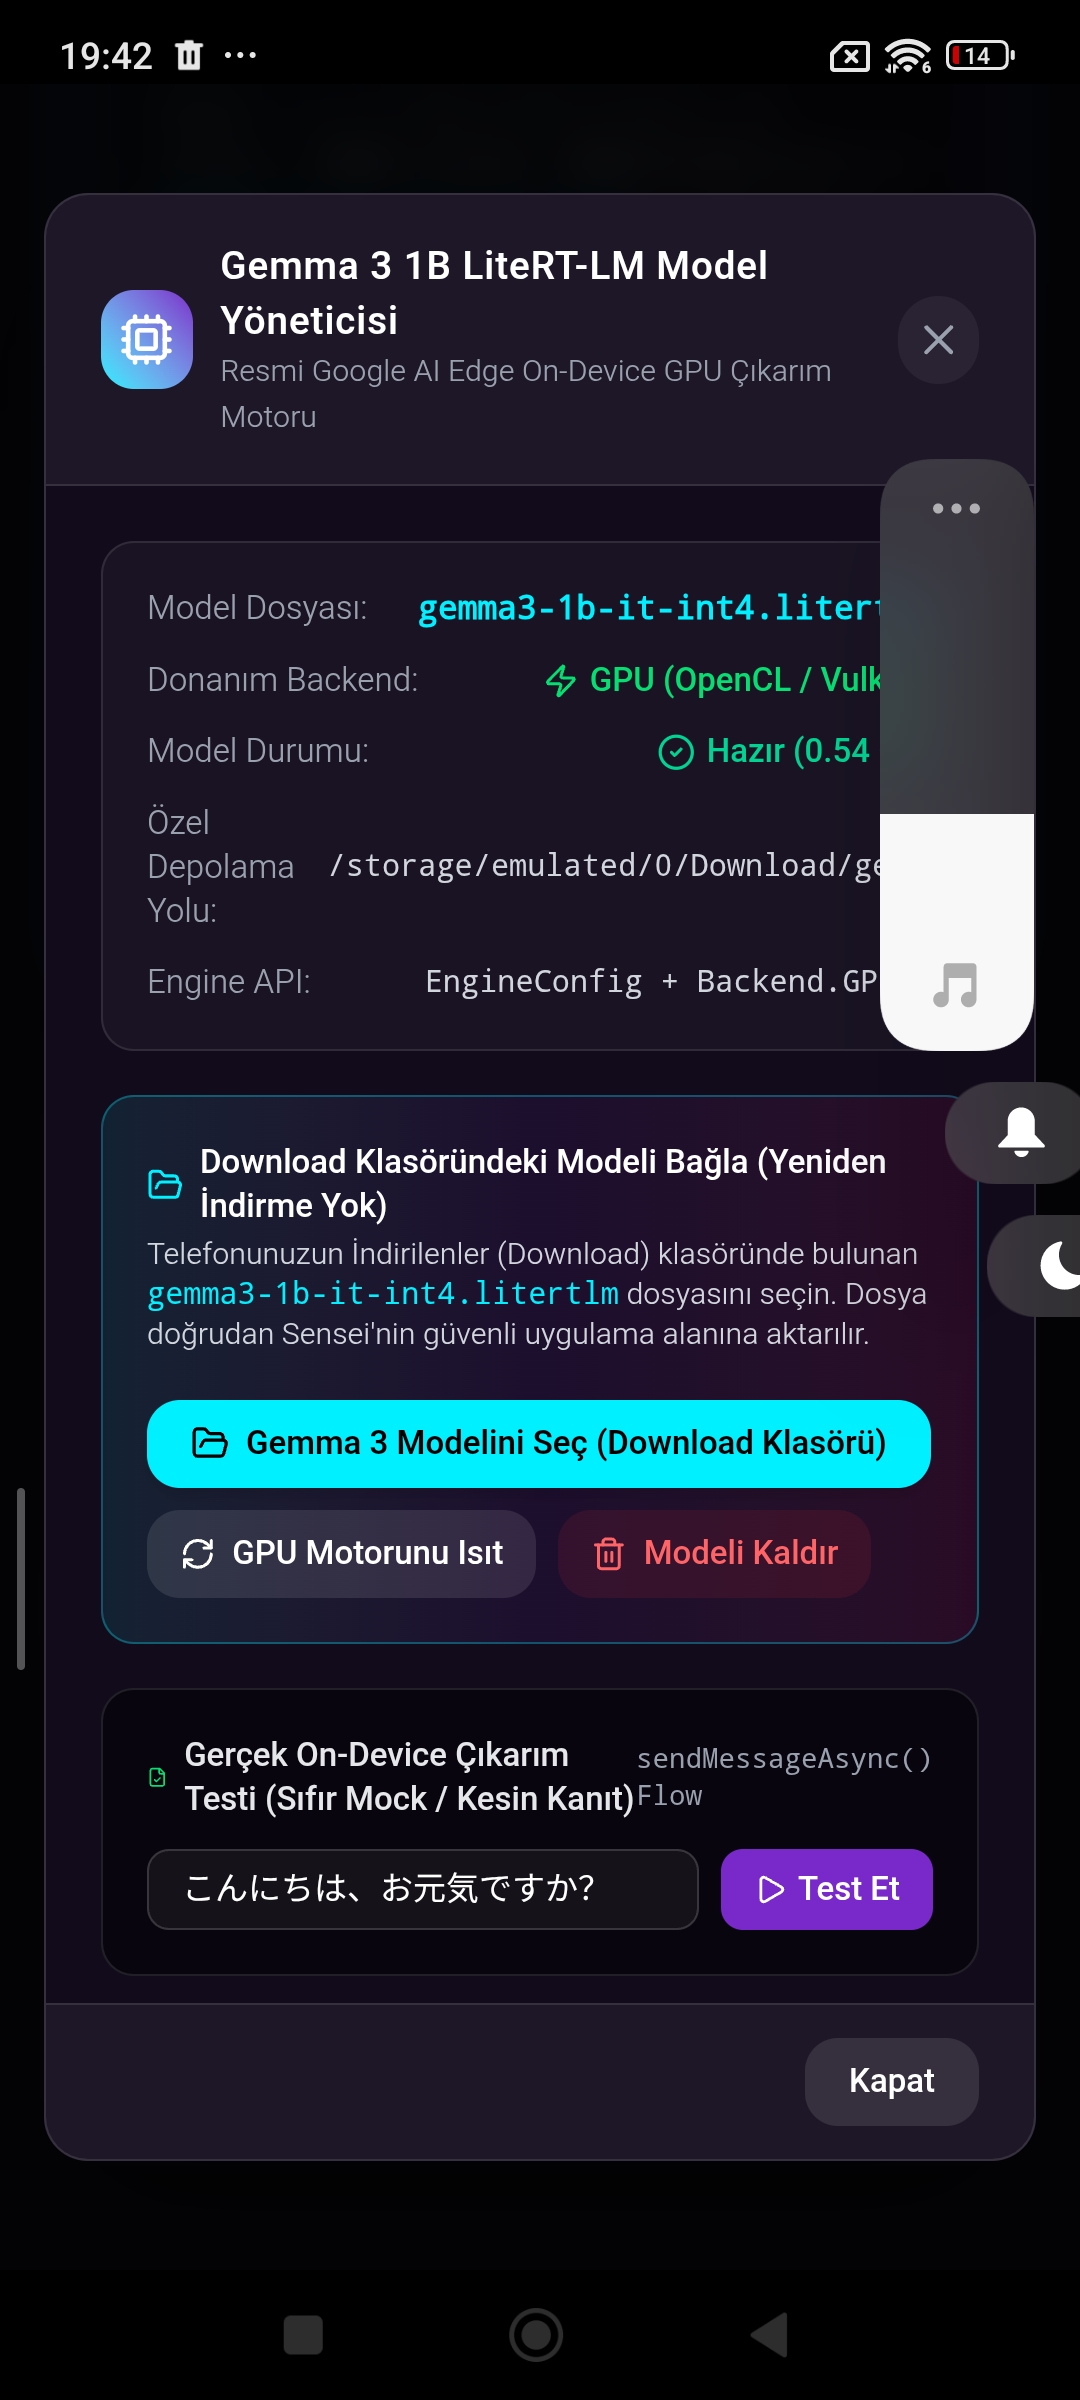 19:42
6
14
Gemma 3 1B LiteRT-LM Model
Yöneticisi
Resmi Google AI Edge On-Device GPU Çıkarım
Motoru
Model Dosyası: gemma3-1b-it-int4.litert
Donanım Backend: GPU (OpenCL / Vulk
Model Durumu: Hazır (0.54
Özel
Depolama /storage/emulated/0/Download/ge
Yolu:
Engine API: EngineConfig + Backend.GP
Download Klasöründeki Modeli Bağla (Yeniden
İndirme Yok)
Telefonunuzun İndirilenler (Download) klasöründe bulunan
gemma3-1b-it-int4.litertlm dosyasını seçin. Dosya
doğrudan Sensei'nin güvenli uygulama alanına aktarılır.
Gemma 3 Modelini Seç (Download Klasörü)
GPU Motorunu Isıt
Modeli Kaldır
Gerçek On-Device Çıkarım
Testi (Sıfır Mock / Kesin Kanıt)
sendMessageAsync()
Flow
こんにちは、お元気ですか?
Test Et
Kapat